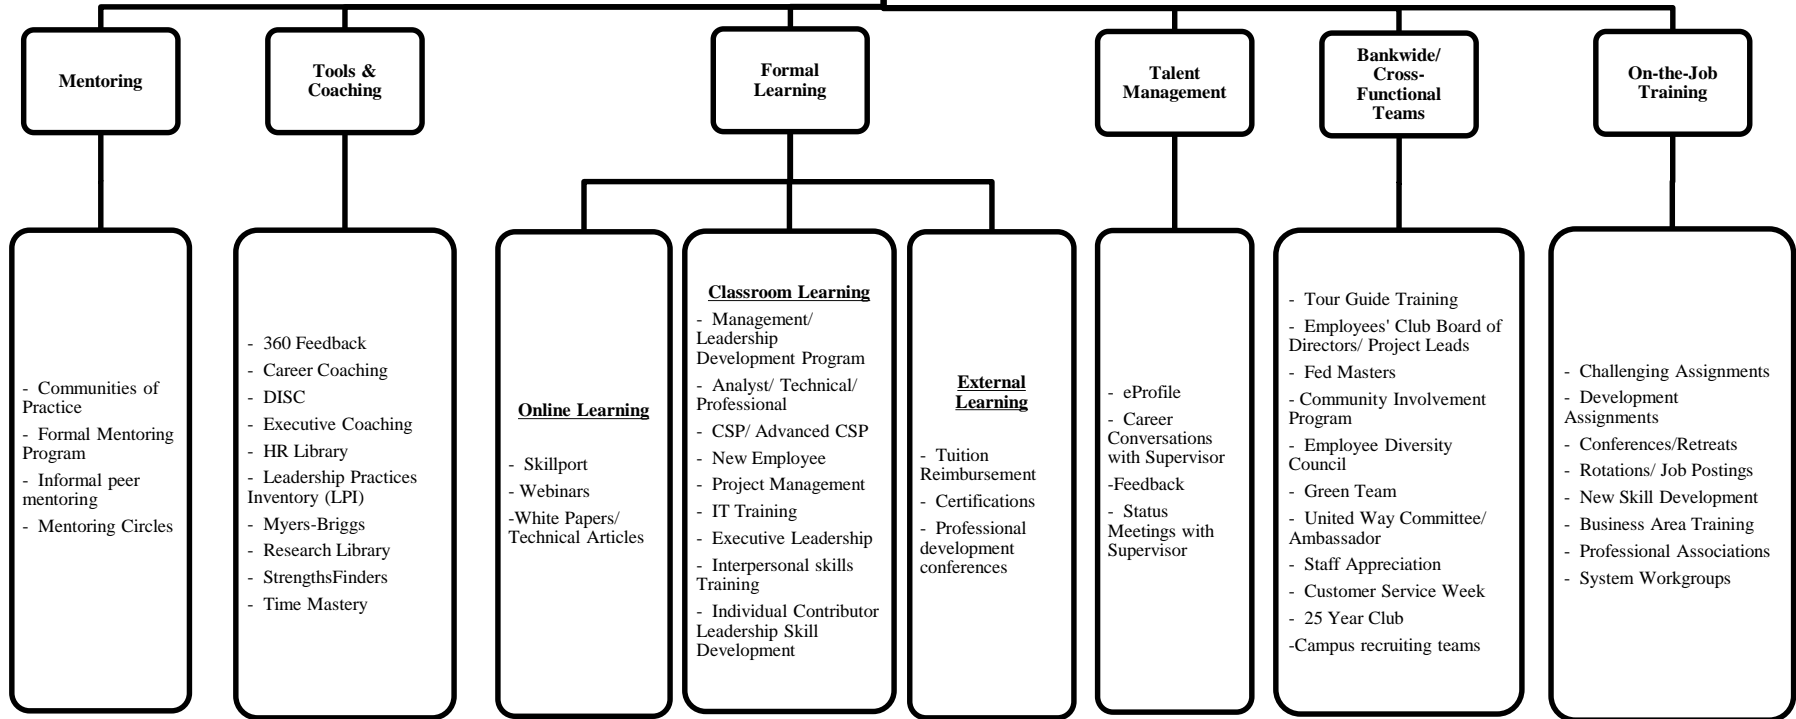 Mentoring
Tools &
Coaching
Formal
Learning
Talent
Management
Bankwide/
Cross-
Functional
Teams
On-the-Job
Training
- Communities of
Practice
- Formal Mentoring
Program
- Informal peer
mentoring
- Mentoring Circles
- 360 Feedback
- Career Coaching
- DISC
- Executive Coaching
- HR Library
- Leadership Practices
Inventory (LPI)
- Myers-Briggs
- Research Library
- StrengthsFinders
- Time Mastery
Online Learning
- Skillport
- Webinars
-White Papers/
Technical Articles
Classroom Learning
- Management/
Leadership
Development Program
- Analyst/ Technical/
Professional
- CSP/ Advanced CSP
- New Employee
- Project Management
- IT Training
- Executive Leadership
- Interpersonal skills
Training
- Individual Contributor
Leadership Skill
Development
External
Learning
- Tuition
Reimbursement
- Certifications
- Professional
development
conferences
- eProfile
- Career
Conversations
with Supervisor
-Feedback
- Status
Meetings with
Supervisor
- Tour Guide Training
- Employees' Club Board of
Directors/ Project Leads
- Fed Masters
- Community Involvement
Program
- Employee Diversity
Council
- Green Team
- United Way Committee/
Ambassador
- Staff Appreciation
- Customer Service Week
- 25 Year Club
-Campus recruiting teams
- Challenging Assignments
- Development
Assignments
- Conferences/Retreats
- Rotations/ Job Postings
- New Skill Development
- Business Area Training
- Professional Associations
- System Workgroups